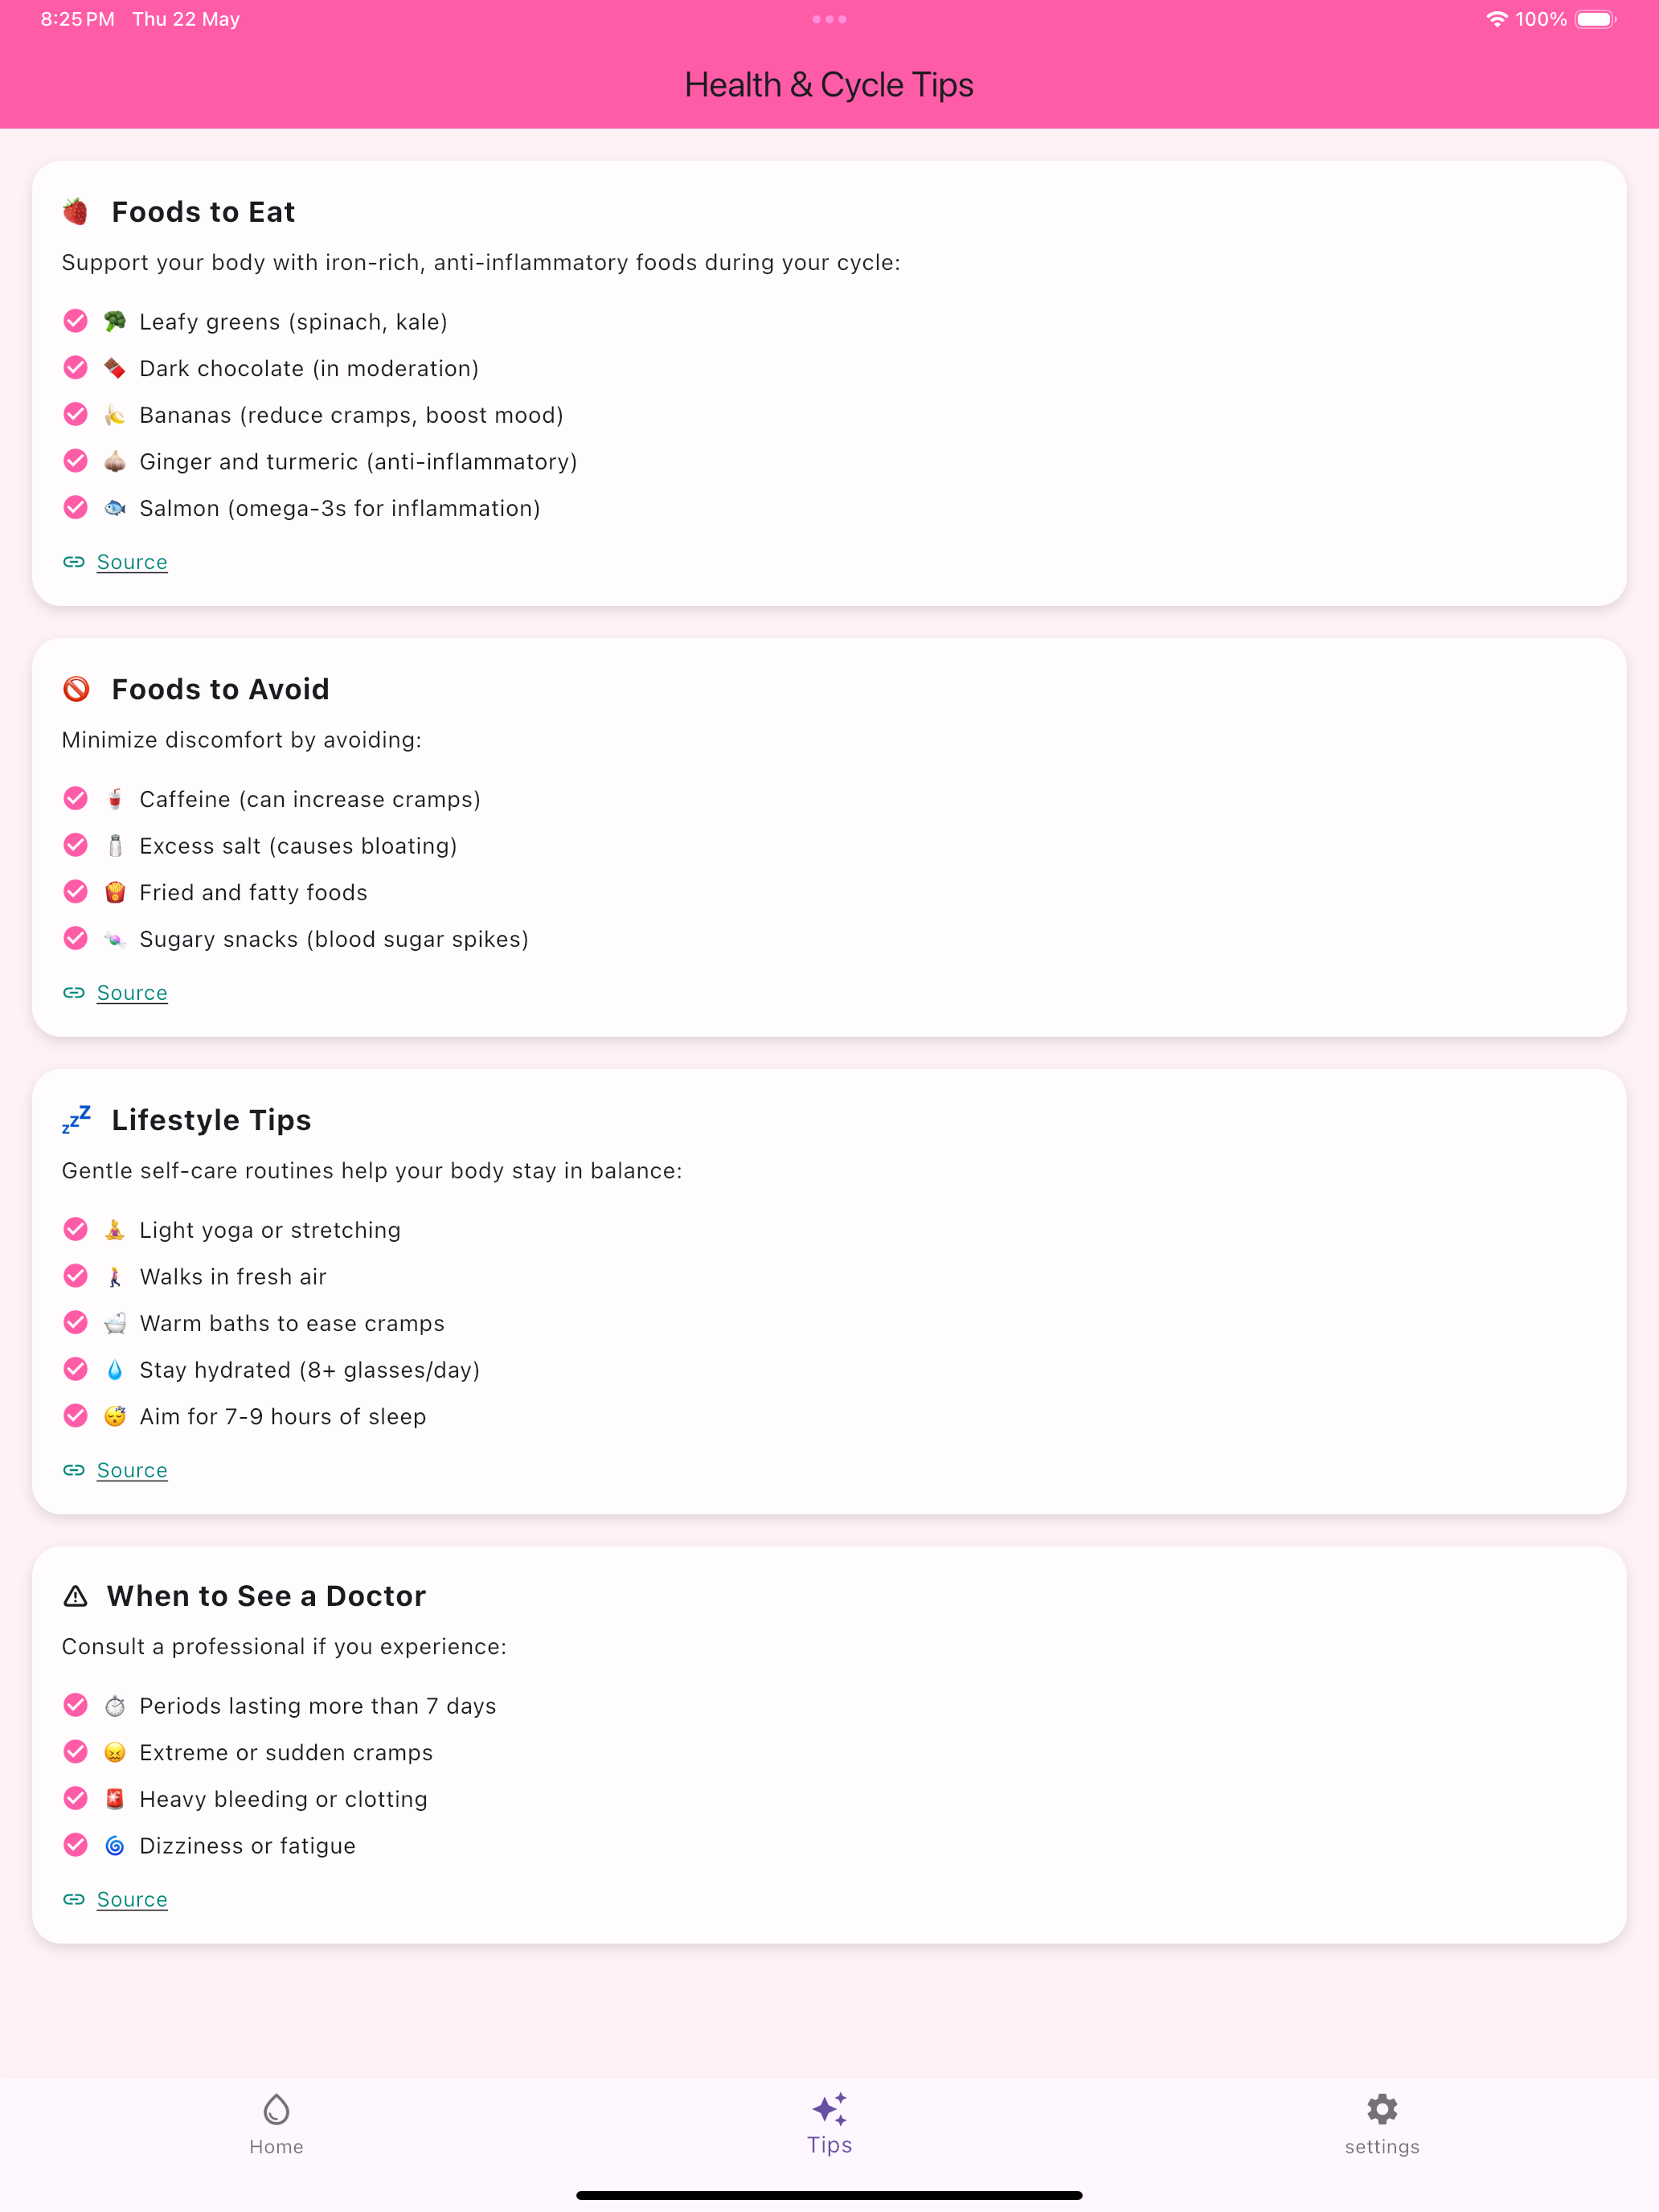 8:25 PM Thu 22 May 100%
Health & Cycle Tips
🍓 Foods to Eat
Support your body with iron-rich, anti-inflammatory foods during your cycle:
🥦 Leafy greens (spinach, kale)
🍫 Dark chocolate (in moderation)
🍌 Bananas (reduce cramps, boost mood)
🧄 Ginger and turmeric (anti-inflammatory)
🐟 Salmon (omega-3s for inflammation)
Source
🚫 Foods to Avoid
Minimize discomfort by avoiding:
🥤 Caffeine (can increase cramps)
🧂 Excess salt (causes bloating)
🍟 Fried and fatty foods
🍬 Sugary snacks (blood sugar spikes)
Source
💤 Lifestyle Tips
Gentle self-care routines help your body stay in balance:
🧘‍♀️ Light yoga or stretching
🚶‍♀️ Walks in fresh air
🛁 Warm baths to ease cramps
💧 Stay hydrated (8+ glasses/day)
😴 Aim for 7-9 hours of sleep
Source
⚠ When to See a Doctor
Consult a professional if you experience:
⏱ Periods lasting more than 7 days
😖 Extreme or sudden cramps
🚨 Heavy bleeding or clotting
🌀 Dizziness or fatigue
Source
Home Tips settings